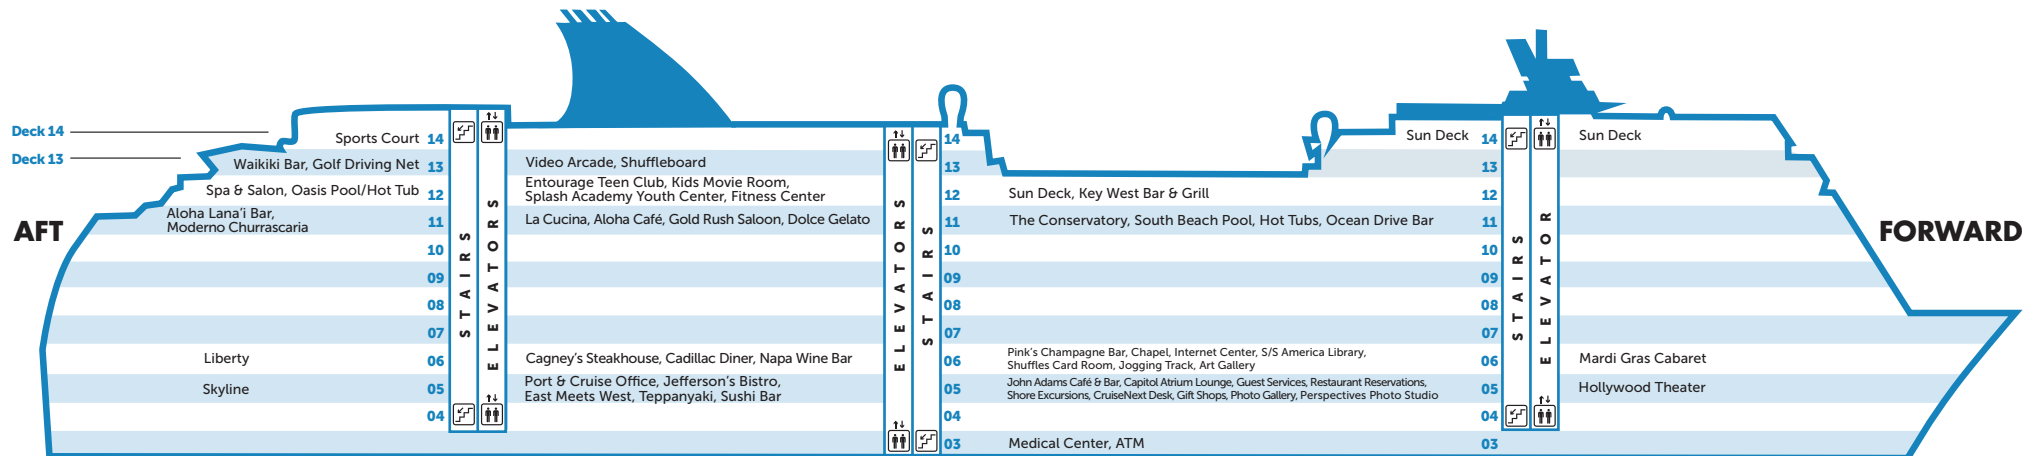 Deck 14
Deck 13
AFT
FORWARD
Sports Court 14
Waikiki Bar, Golf Driving Net 13
Spa & Salon, Oasis Pool/Hot Tub 12
Aloha Lana’i Bar,
Moderno Churrascaria
11
10
09
08
07
Liberty 06
Skyline 05
04
STAIRS
ELEVATORS
Video Arcade, Shuffleboard
Entourage Teen Club, Kids Movie Room,
Splash Academy Youth Center, Fitness Center
La Cucina, Aloha Café, Gold Rush Saloon, Dolce Gelato
Cagney’s Steakhouse, Cadillac Diner, Napa Wine Bar
Port & Cruise Office, Jefferson’s Bistro,
East Meets West, Teppanyaki, Sushi Bar
ELEVATORS
STAIRS
14
13
12
11
10
09
08
07
06
05
04
03
Sun Deck, Key West Bar & Grill
The Conservatory, South Beach Pool, Hot Tubs, Ocean Drive Bar
Pink’s Champagne Bar, Chapel, Internet Center, S/S America Library,
Shuffles Card Room, Jogging Track, Art Gallery
John Adams Café & Bar, Capitol Atrium Lounge, Guest Services, Restaurant Reservations,
Shore Excursions, CruiseNext Desk, Gift Shops, Photo Gallery, Perspectives Photo Studio
Medical Center, ATM
Sun Deck 14
13
12
11
10
09
08
07
06
05
04
03
STAIRS
ELEVATOR
Sun Deck
Mardi Gras Cabaret
Hollywood Theater